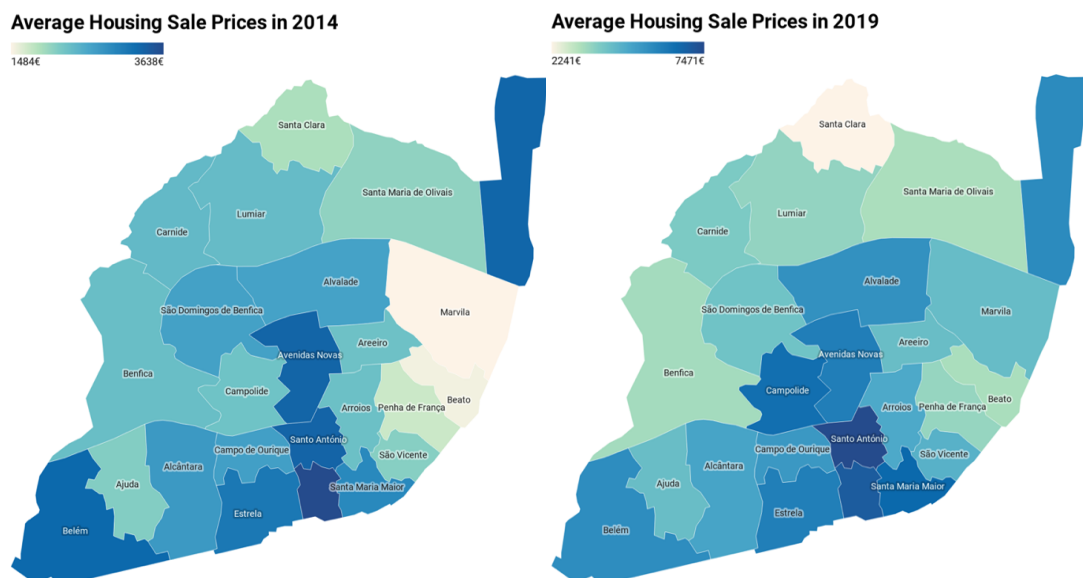 Average Housing Sale Prices in 2014
1484€ 3638€
Santa Clara
Santa Maria de Olivais
Lumiar
Carnide
Alvalade
São Domingos de Benfica
Marvila
Areeiro
Avenidas Novas
Benfica
Campolide
Beato
Arroios
Penha de França
Santo António
Campo de Ourique
São Vicente
Alcântara
Ajuda
Santa Maria Maior
Estrela
Belém
Average Housing Sale Prices in 2019
2241€ 7471€
Santa Clara
Santa Maria de Olivais
Lumiar
Carnide
Alvalade
São Domingos de Benfica
Marvila
Areeiro
Avenidas Novas
Benfica
Campolide
Beato
Arroios
Penha de França
Santo António
Campo de Ourique
São Vicente
Alcântara
Ajuda
Santa Maria Maior
Estrela
Belém